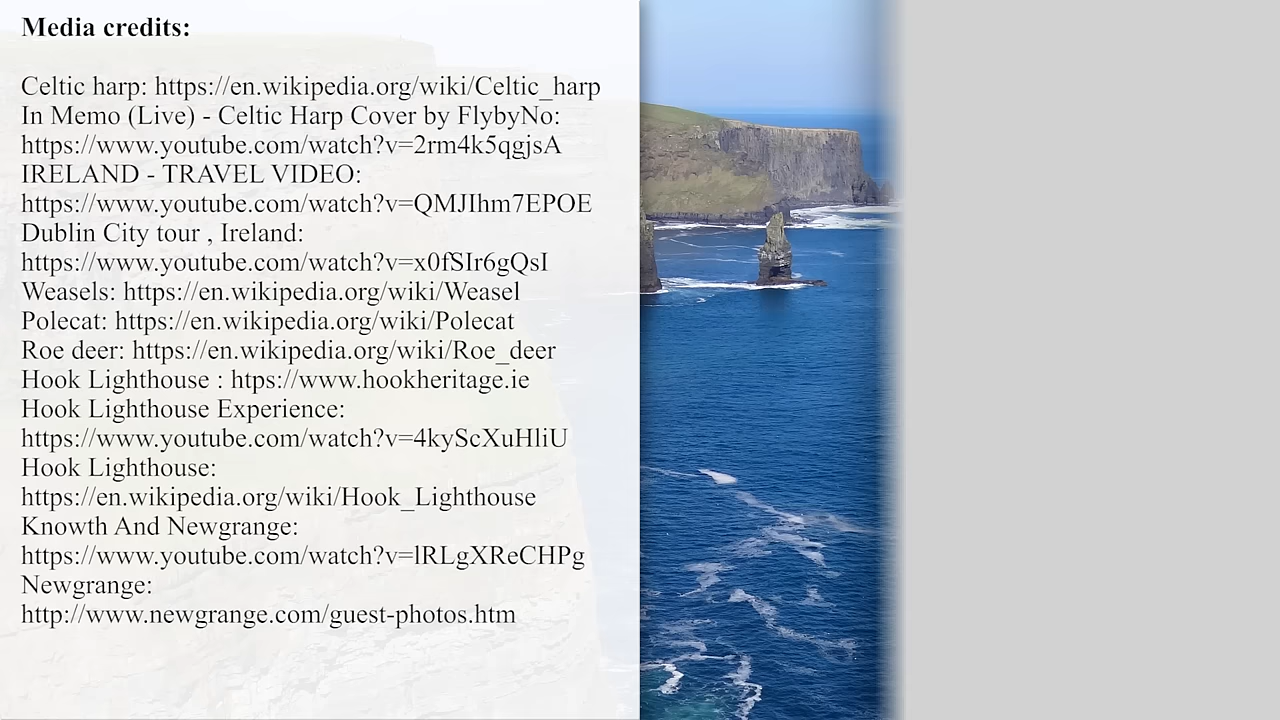 Media credits:
Celtic harp: https://en.wikipedia.org/wiki/Celtic_harp
In Memo (Live) - Celtic Harp Cover by FlybyNo:
https://www.youtube.com/watch?v=2rm4k5qgjsA
IRELAND - TRAVEL VIDEO:
https://www.youtube.com/watch?v=QMJIhm7EPOE
Dublin City tour , Ireland:
https://www.youtube.com/watch?v=x0fSIr6gQsI
Weasels: https://en.wikipedia.org/wiki/Weasel
Polecat: https://en.wikipedia.org/wiki/Polecat
Roe deer: https://en.wikipedia.org/wiki/Roe_deer
Hook Lighthouse : htps://www.hookheritage.ie
Hook Lighthouse Experience:
https://www.youtube.com/watch?v=4kyScXuHliU
Hook Lighthouse:
https://en.wikipedia.org/wiki/Hook_Lighthouse
Knowth And Newgrange:
https://www.youtube.com/watch?v=lRLgXReCHPg
Newgrange:
http://www.newgrange.com/guest-photos.htm